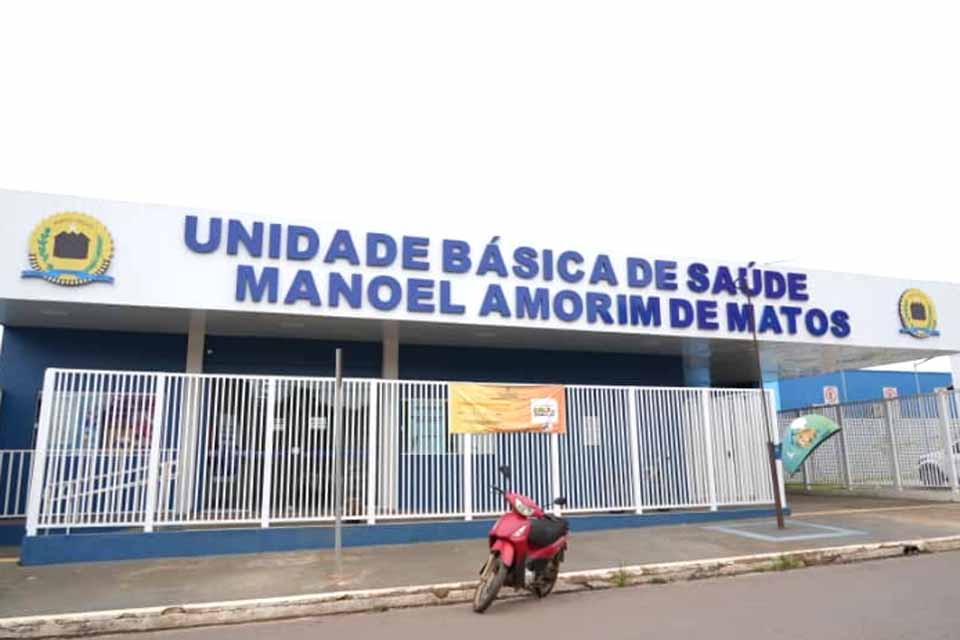 UNIDADE BÁSICA DE SAÚDE
MANOEL AMORIM DE MATOS